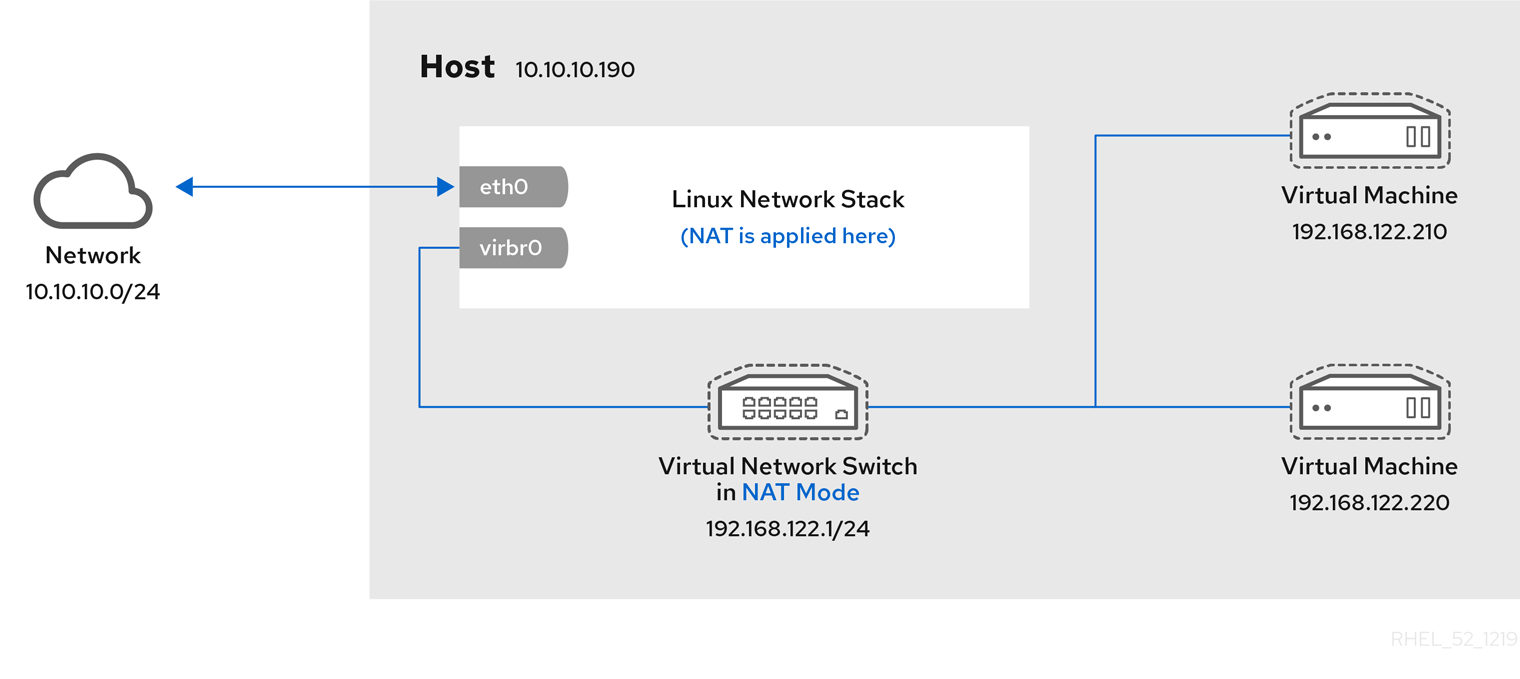 Host 10.10.10.190
eth0
virbr0
Linux Network Stack
(NAT is applied here)
Network
10.10.10.0/24
Virtual Machine
192.168.122.210
Virtual Network Switch
in NAT Mode
192.168.122.1/24
Virtual Machine
192.168.122.220
RHEL_52_1219